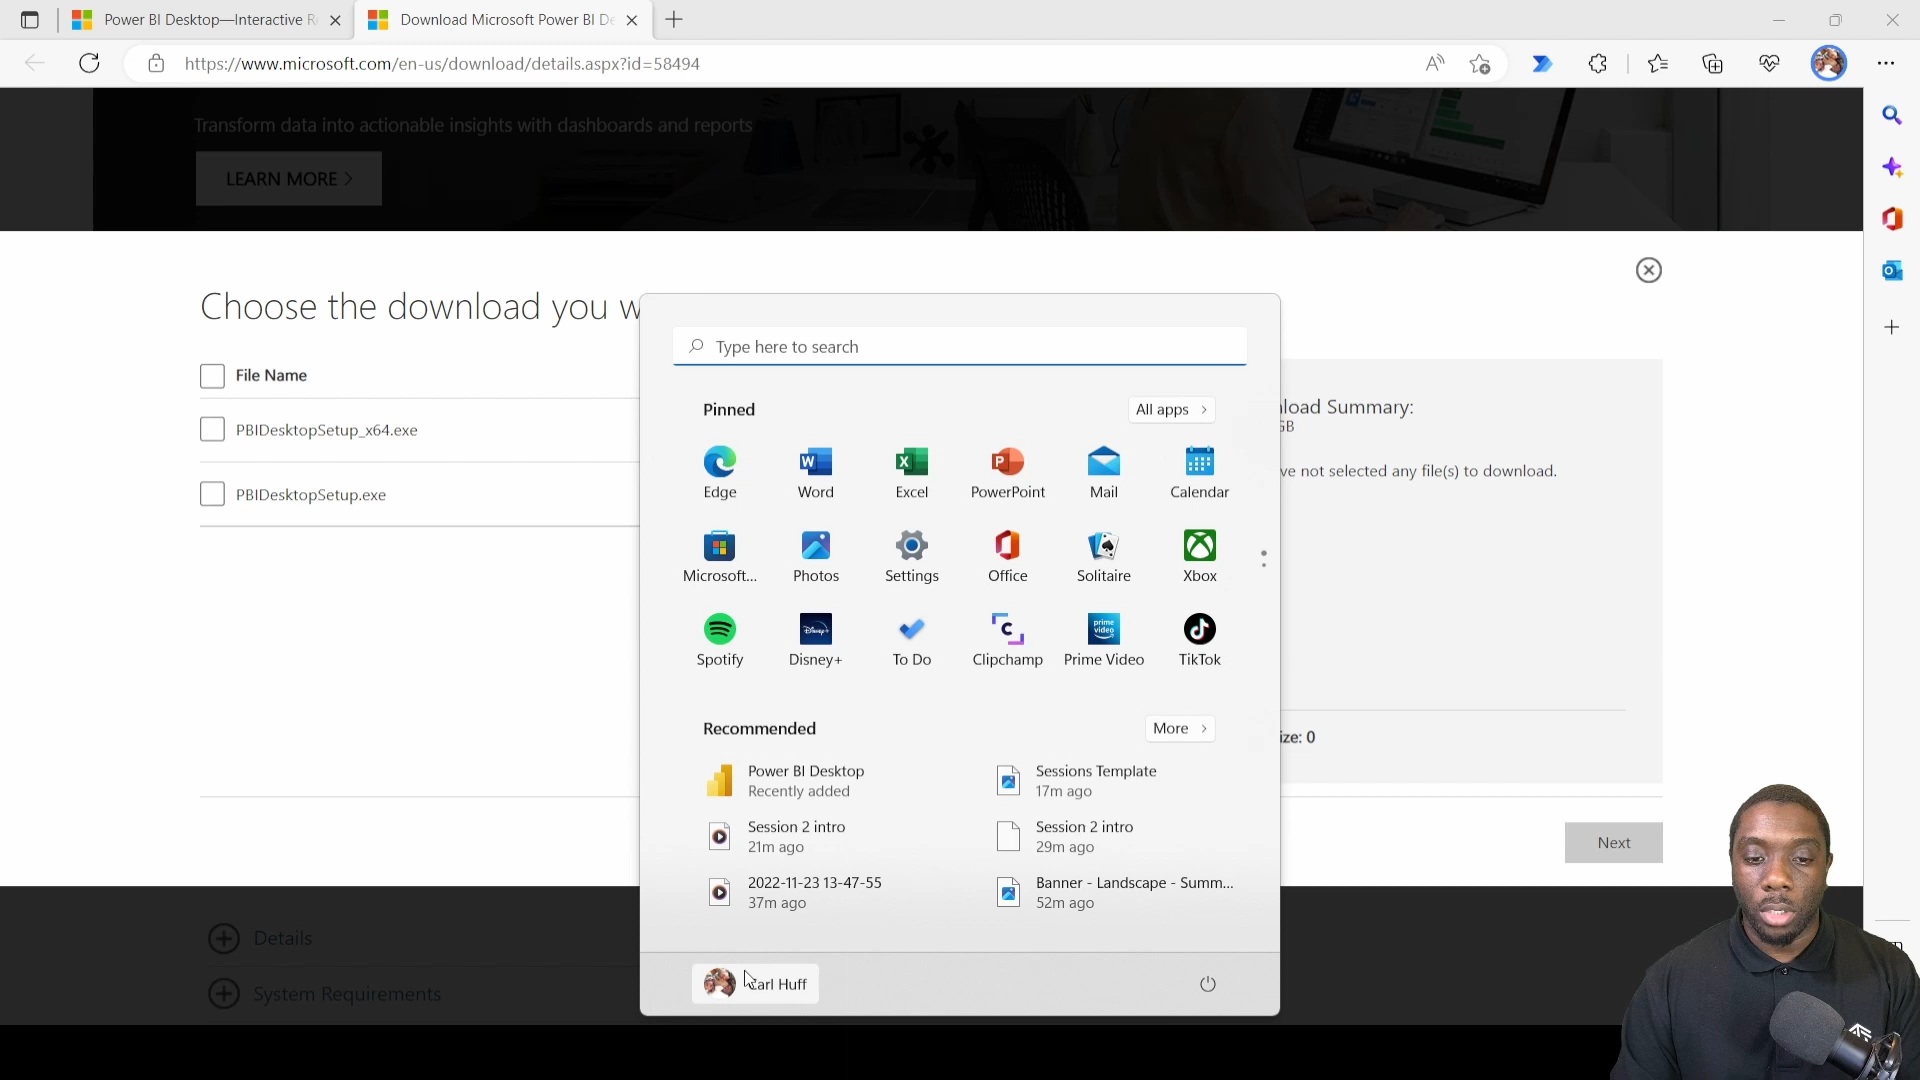 Power BI Desktop—Interactive R
Download Microsoft Power BI De
https://www.microsoft.com/en-us/download/details.aspx?id=58494
Transform data into actionable insights with dashboards and reports
LEARN MORE >
Choose the download you w
File Name
PBIDesktopSetup_x64.exe
PBIDesktopSetup.exe
Type here to search
Pinned
All apps >
Edge
Word
Excel
PowerPoint
Mail
Calendar
Microsoft...
Photos
Settings
Office
Solitaire
Xbox
Spotify
Disney+
To Do
Clipchamp
Prime Video
TikTok
Recommended
More >
Power BI Desktop
Recently added
Sessions Template
17m ago
Session 2 intro
21m ago
Session 2 intro
29m ago
2022-11-23 13-47-55
37m ago
Banner - Landscape - Summ...
52m ago
Carl Huff
load Summary:
GB
ve not selected any file(s) to download.
ize: 0
Next
Details
System Requirements